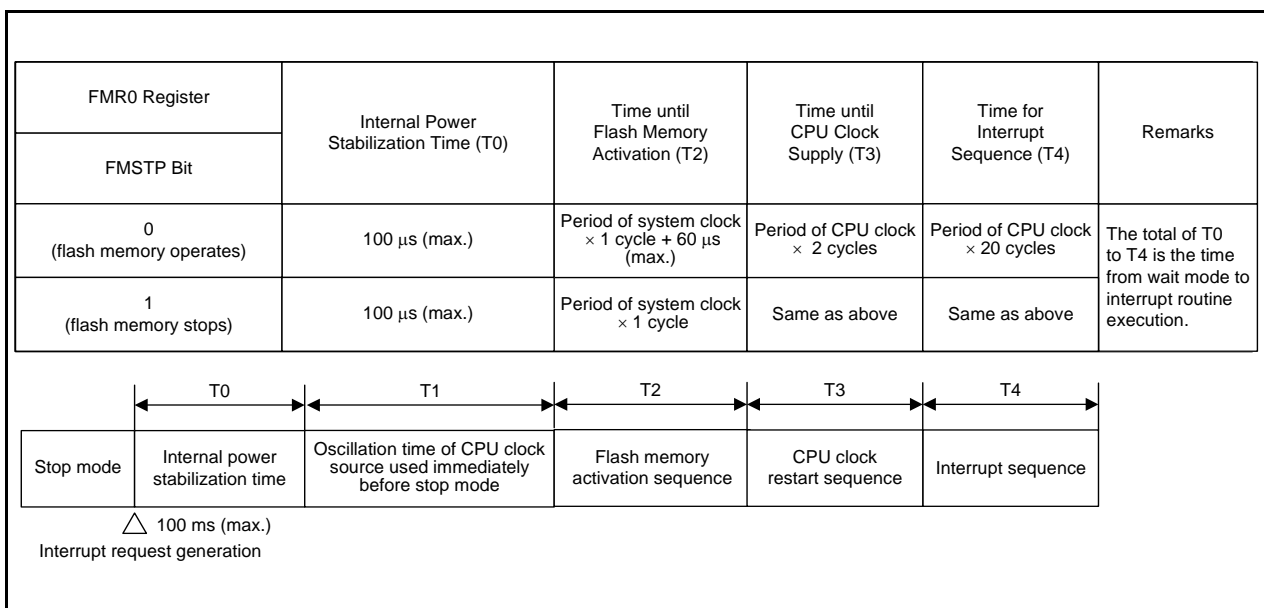 FMR0 Register
FMSTP Bit
Internal Power
Stabilization Time (T0)
Time until
Flash Memory
Activation (T2)
Time until
CPU Clock
Supply (T3)
Time for
Interrupt
Sequence (T4)
Remarks
0
(flash memory operates)
100 μs (max.)
Period of system clock
× 1 cycle + 60 μs
(max.)
Period of CPU clock
× 2 cycles
Period of CPU clock
× 20 cycles
The total of T0
to T4 is the time
from wait mode to
interrupt routine
execution.
1
(flash memory stops)
100 μs (max.)
Period of system clock
× 1 cycle
Same as above
Same as above
T0
T1
T2
T3
T4
Stop mode
Internal power
stabilization time
Oscillation time of CPU clock
source used immediately
before stop mode
Flash memory
activation sequence
CPU clock
restart sequence
Interrupt sequence
100 ms (max.)
Interrupt request generation